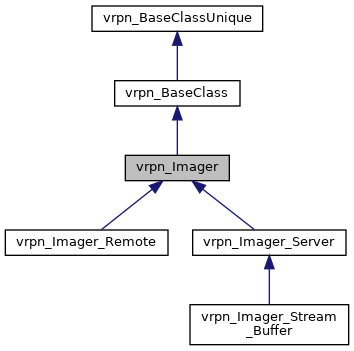 vrpn_BaseClassUnique
vrpn_BaseClass
vrpn_Imager
vrpn_Imager_Remote
vrpn_Imager_Server
vrpn_Imager_Stream
_Buffer